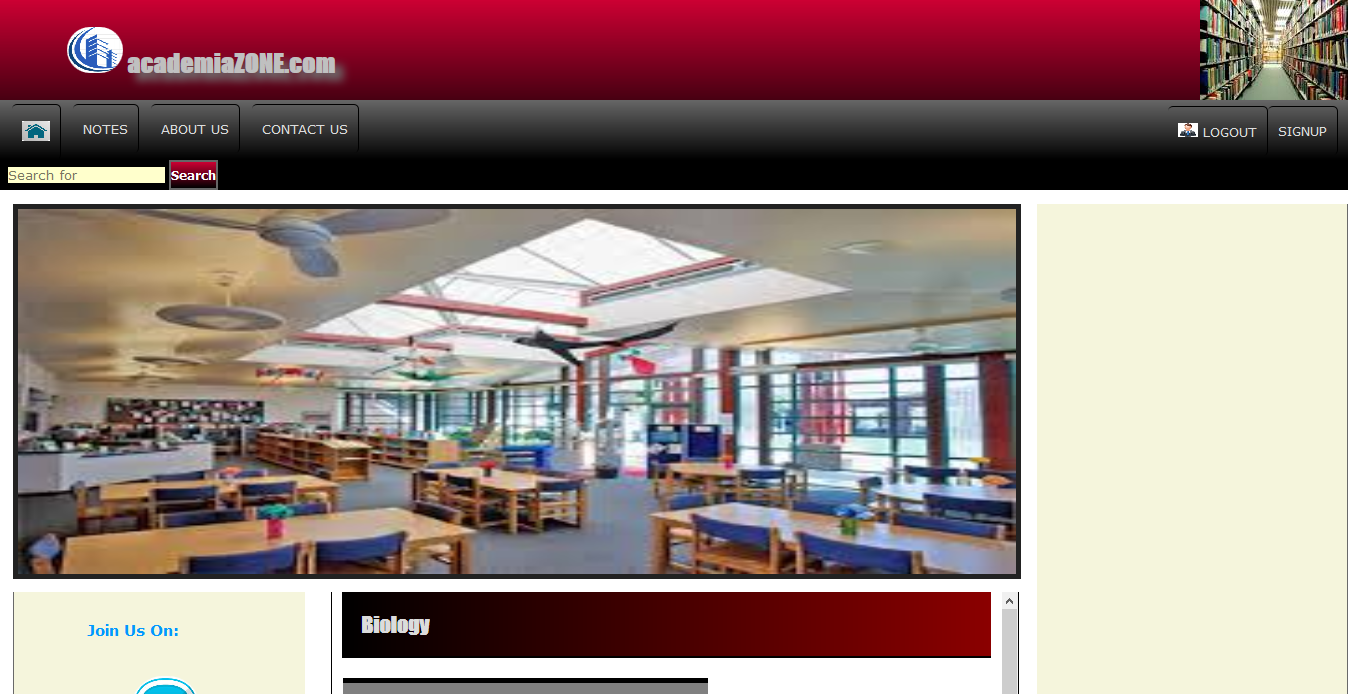 academiaZONE.com
NOTES ABOUT US CONTACT US LOGOUT SIGNUP
Search for Search
Join Us On:
Biology